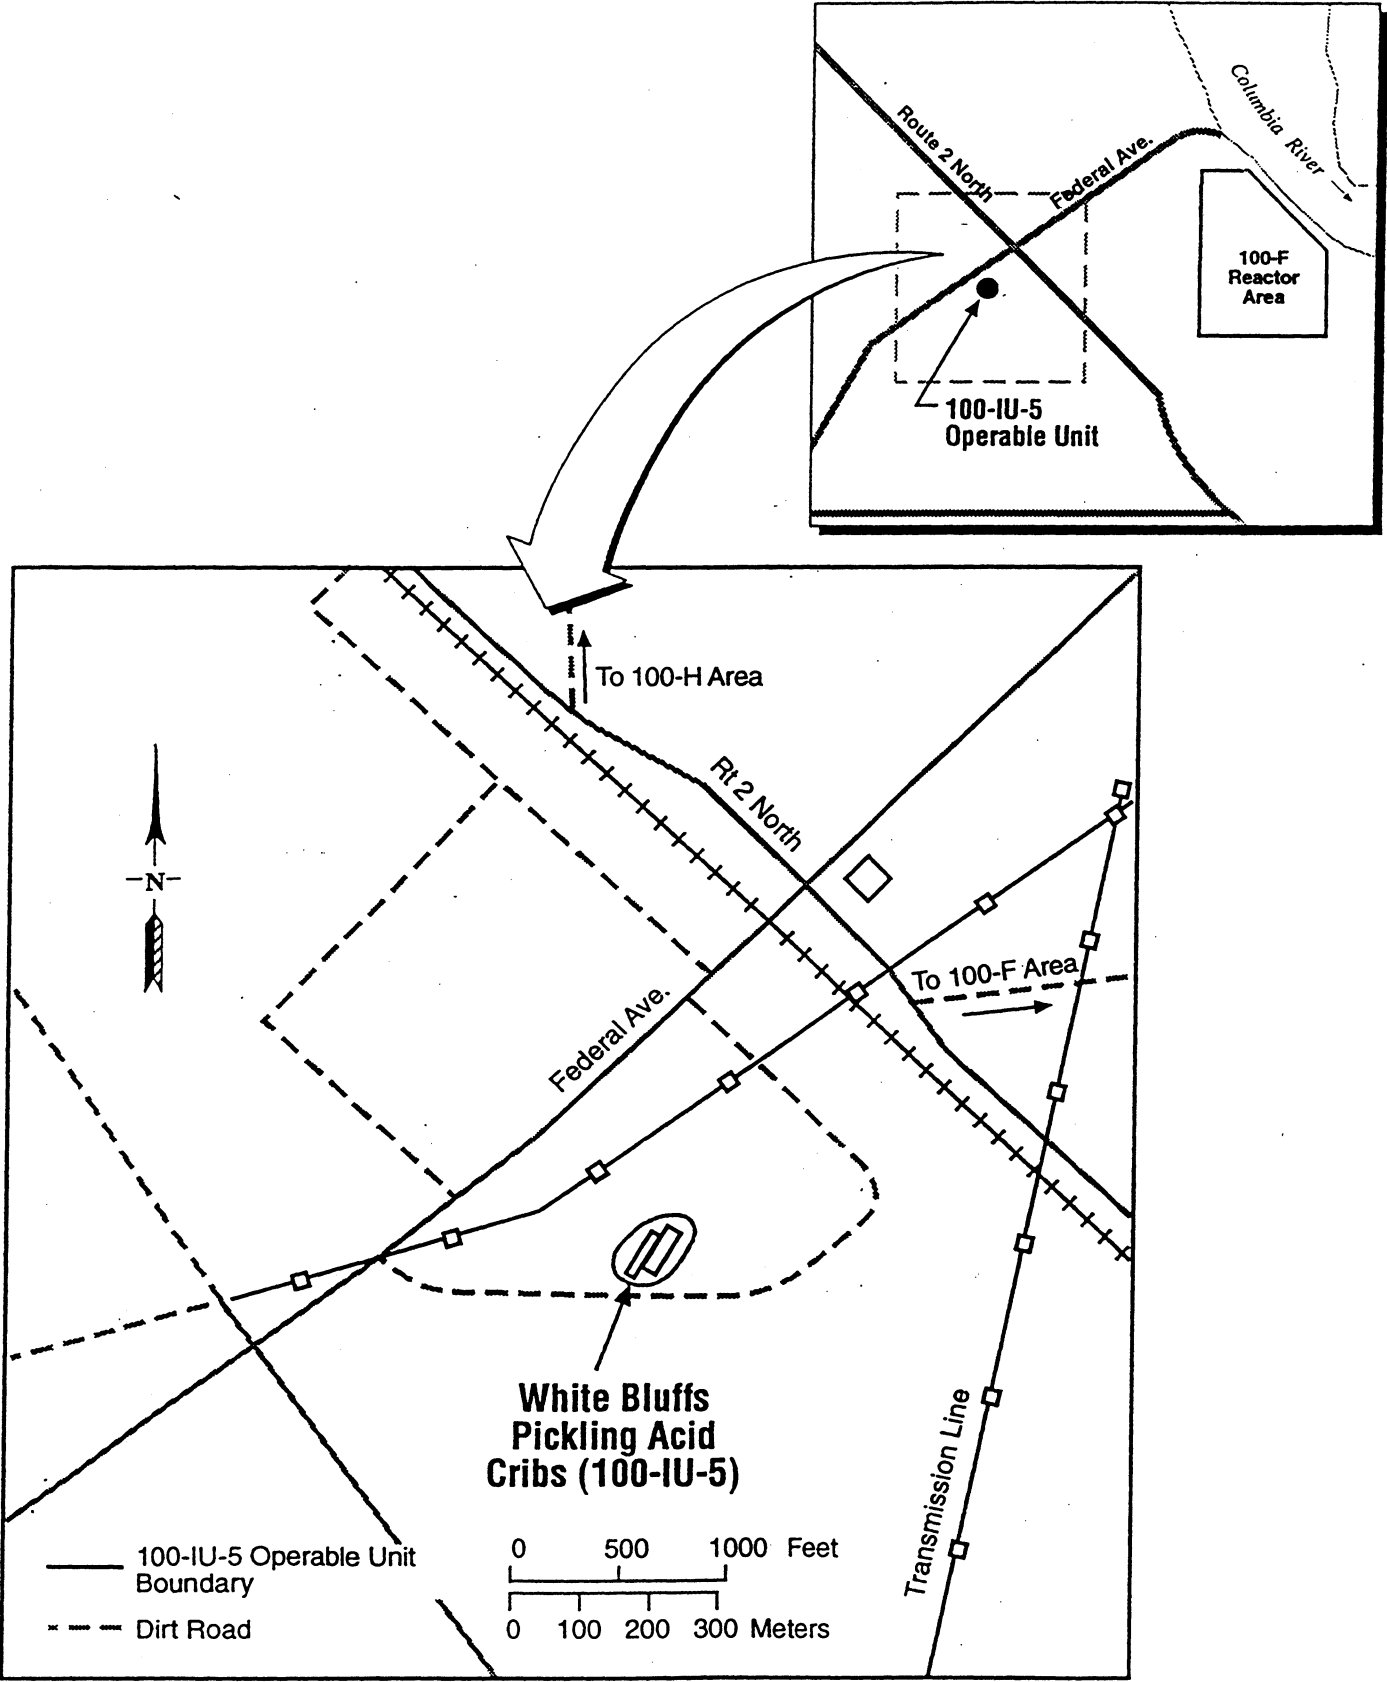 Columbia River
Route 2 North
Federal Ave.
100-F
Reactor
Area
100-IU-5
Operable Unit
To 100-H Area
Rt 2 North
-N-
To 100-F Area
Federal Ave.
White Bluffs
Pickling Acid
Cribs (100-IU-5)
Transmission Line
100-IU-5 Operable Unit
Boundary
Dirt Road
0 500 1000 Feet
0 100 200 300 Meters